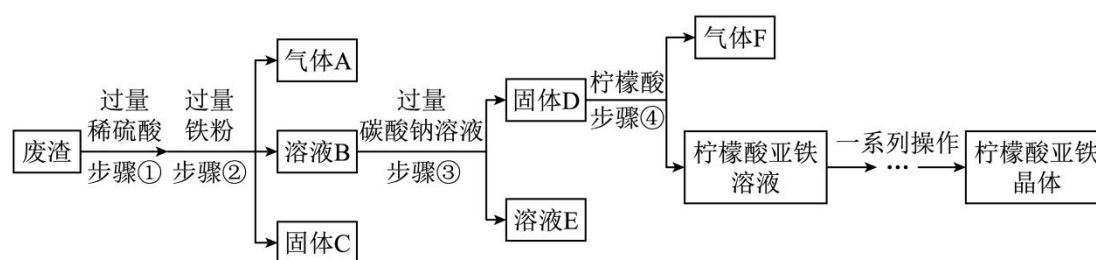 废渣
过量
稀硫酸
步骤①
过量
铁粉
步骤②
气体A
溶液B
固体C
过量
碳酸钠溶液
步骤③
固体D
溶液E
柠檬酸
步骤④
气体F
柠檬酸亚铁
溶液
一系列操作
…
柠檬酸亚铁
晶体